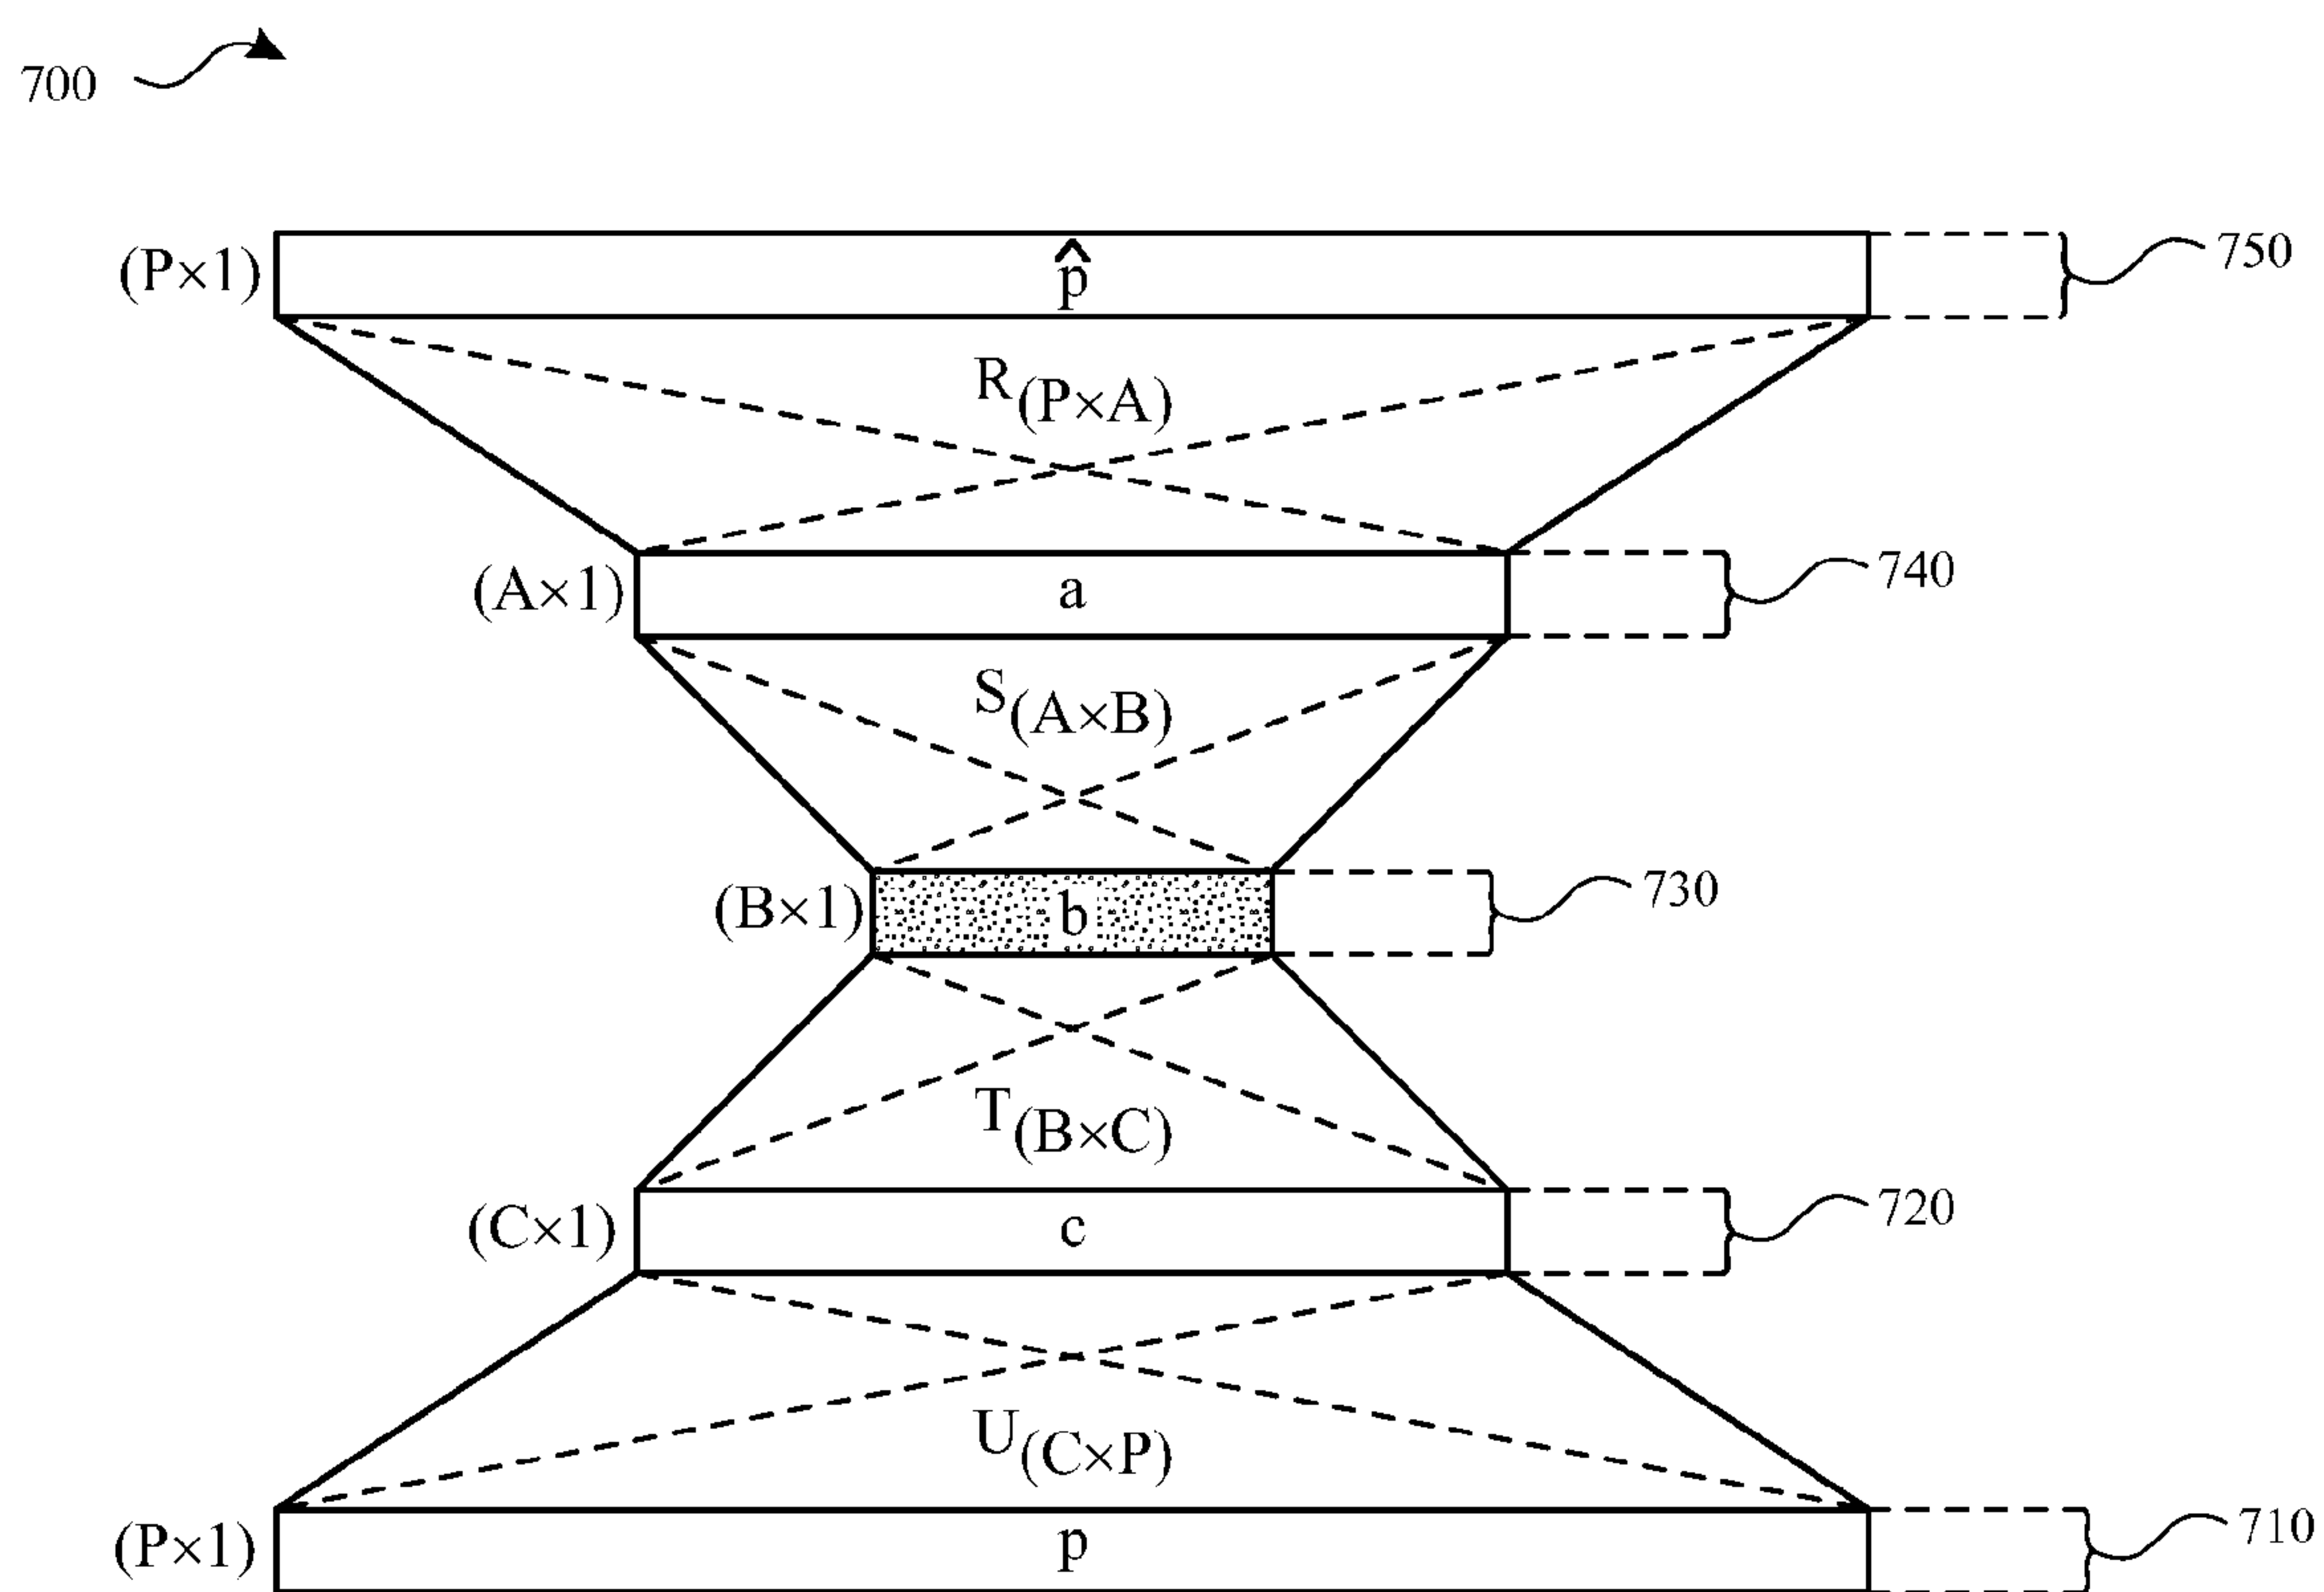 700
(P×1) p̂ 750
R(P×A)
(A×1) a 740
S(A×B)
(B×1) b 730
T(B×C)
(C×1) c 720
U(C×P)
(P×1) p 710